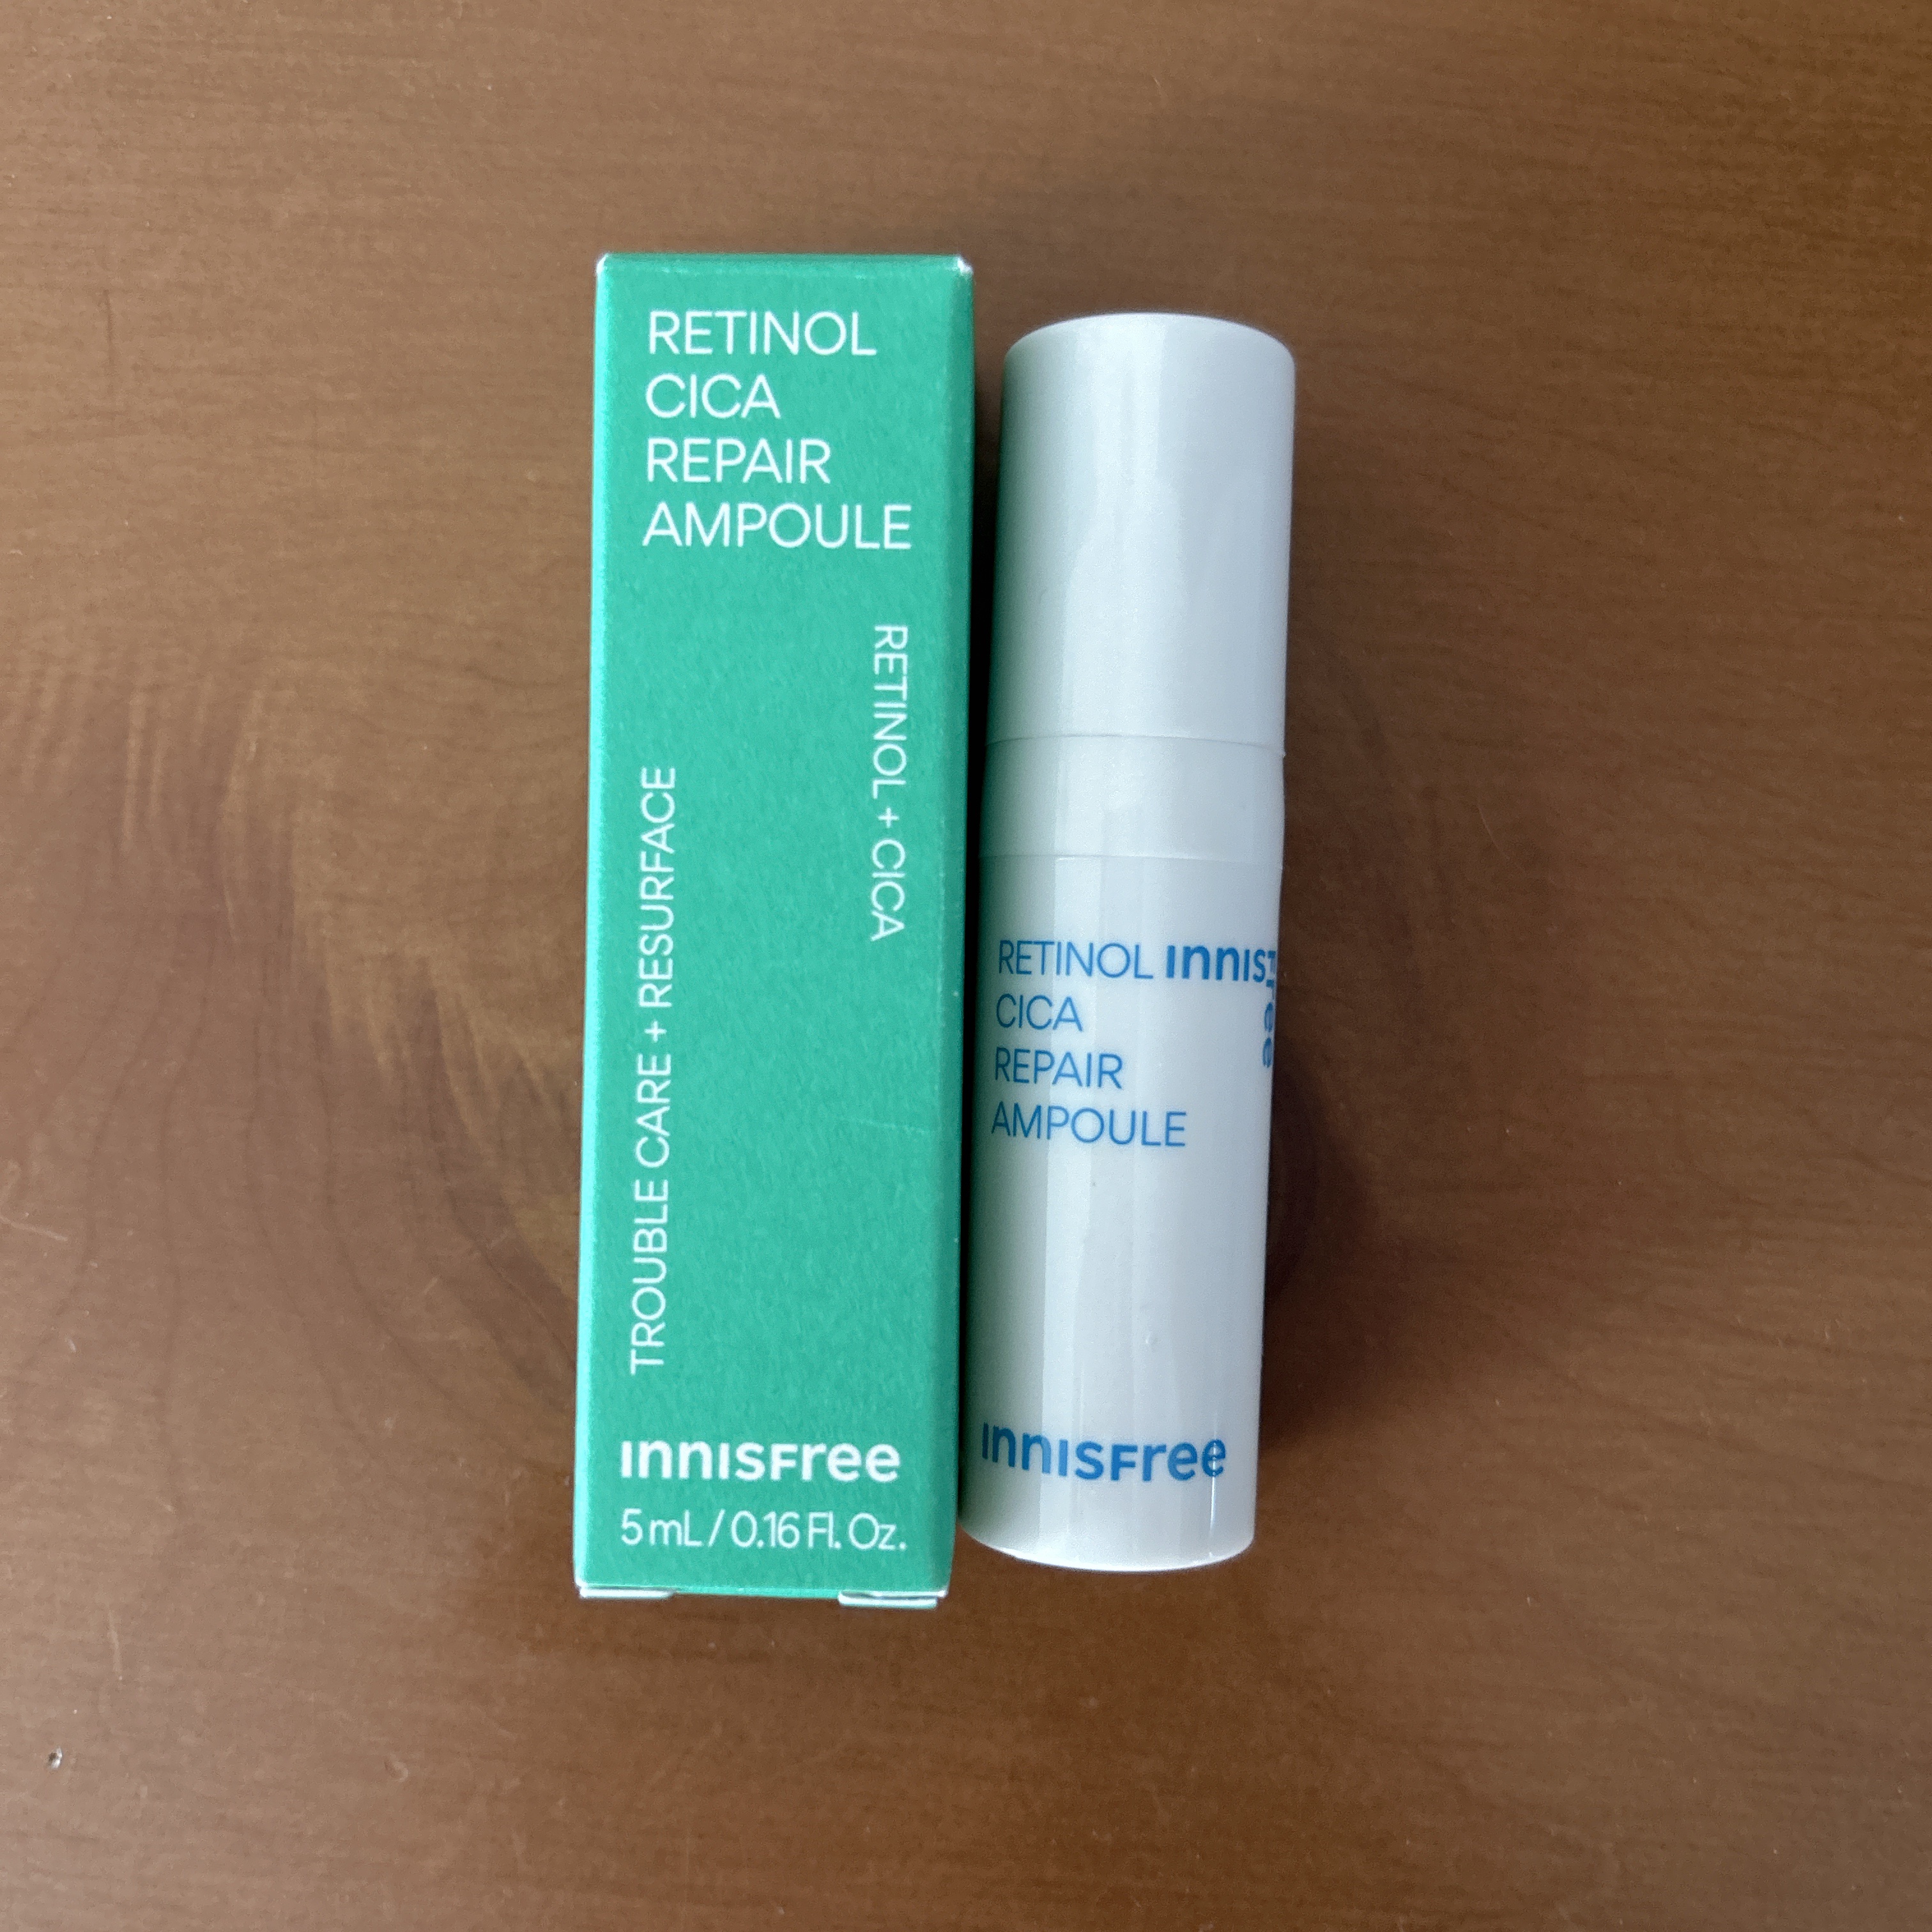 RETINOL
CICA
REPAIR
AMPOULE
RETINOL + CICA
TROUBLE CARE + RESURFACE
innisfree
5 mL / 0.16 Fl. Oz.
RETINOL
CICA
REPAIR
AMPOULE
innisfree
innisfree